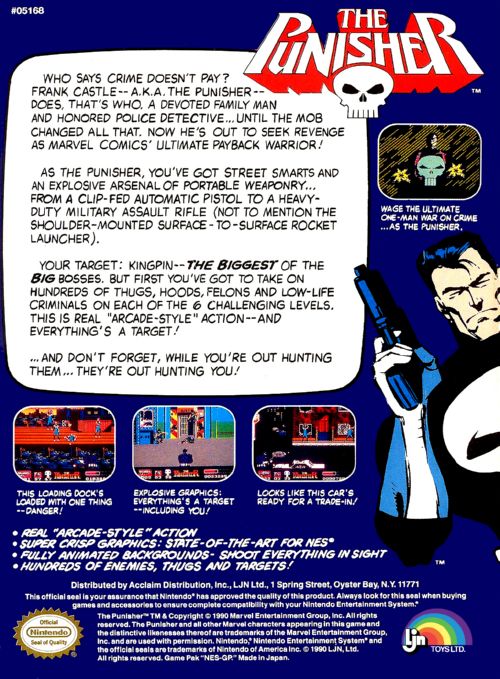 #05168
THE
PUNISHER
TM
WHO SAYS CRIME DOESN'T PAY?
FRANK CASTLE--A.K.A. THE PUNISHER--
DOES, THAT'S WHO, A DEVOTED FAMILY MAN
AND HONORED POLICE DETECTIVE...UNTIL THE MOB
CHANGED ALL THAT. NOW HE'S OUT TO SEEK REVENGE
AS MARVEL COMICS' ULTIMATE PAYBACK WARRIOR!
AS THE PUNISHER, YOU'VE GOT STREET SMARTS AND
AN EXPLOSIVE ARSENAL OF PORTABLE WEAPONRY...
FROM A CLIP-FED AUTOMATIC PISTOL TO A HEAVY-
DUTY MILITARY ASSAULT RIFLE (NOT TO MENTION THE
SHOULDER-MOUNTED SURFACE-TO-SURFACE ROCKET
LAUNCHER).
YOUR TARGET: KINGPIN--THE BIGGEST OF THE
BIG BOSSES. BUT FIRST YOU'VE GOT TO TAKE ON
HUNDREDS OF THUGS, HOODS, FELONS AND LOW-LIFE
CRIMINALS ON EACH OF THE 6 CHALLENGING LEVELS.
THIS IS REAL "ARCADE-STYLE" ACTION--AND
EVERYTHING'S A TARGET!
...AND DON'T FORGET, WHILE YOU'RE OUT HUNTING
THEM...THEY'RE OUT HUNTING YOU!
WAGE THE ULTIMATE
ONE-MAN WAR ON CRIME
...AS THE PUNISHER.
THIS LOADING DOCK'S
LOADED WITH ONE THING
--DANGER!
EXPLOSIVE GRAPHICS:
EVERYTHING'S A TARGET
--INCLUDING YOU!
LOOKS LIKE THIS CAR'S
READY FOR A TRADE-IN!
• REAL "ARCADE-STYLE" ACTION
• SUPER CRISP GRAPHICS: STATE-OF-THE-ART FOR NES®
• FULLY ANIMATED BACKGROUNDS- SHOOT EVERYTHING IN SIGHT
• HUNDREDS OF ENEMIES, THUGS AND TARGETS!
TM
Distributed by Acclaim Distribution, Inc., LJN Ltd., 1 Spring Street, Oyster Bay, N.Y. 11771
This official seal is your assurance that Nintendo® has approved the quality of this product. Always look for this seal when buying
games and accessories to ensure complete compatibility with your Nintendo Entertainment System.®
Official
Nintendo
Seal of Quality
The Punisher™ TM & Copyright © 1990 Marvel Entertainment Group, Inc. All rights
reserved. The Punisher and all other Marvel characters appearing in this game and
the distinctive likenesses thereof are trademarks of the Marvel Entertainment Group,
Inc. and are used with permission. Nintendo,® Nintendo Entertainment System® and
the official seals are trademarks of Nintendo of America Inc. © 1990 LJN, Ltd.
All rights reserved. Game Pak "NES-GP." Made in Japan.
ljn
TOYS LTD.